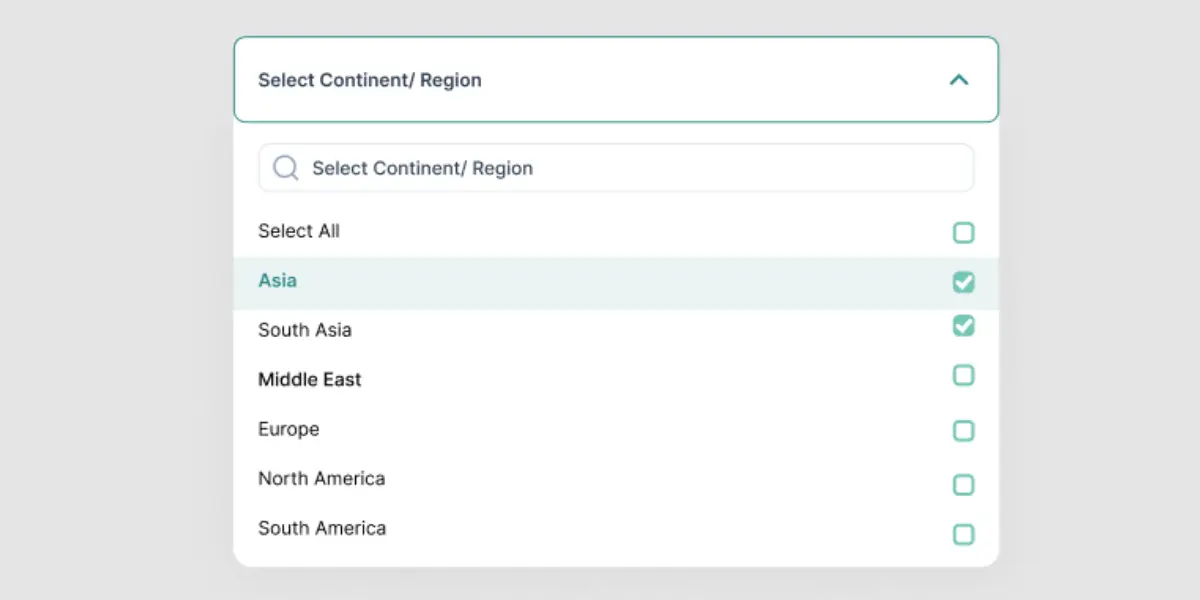 Select Continent/ Region
Select Continent/ Region
Select All
Asia
South Asia
Middle East
Europe
North America
South America